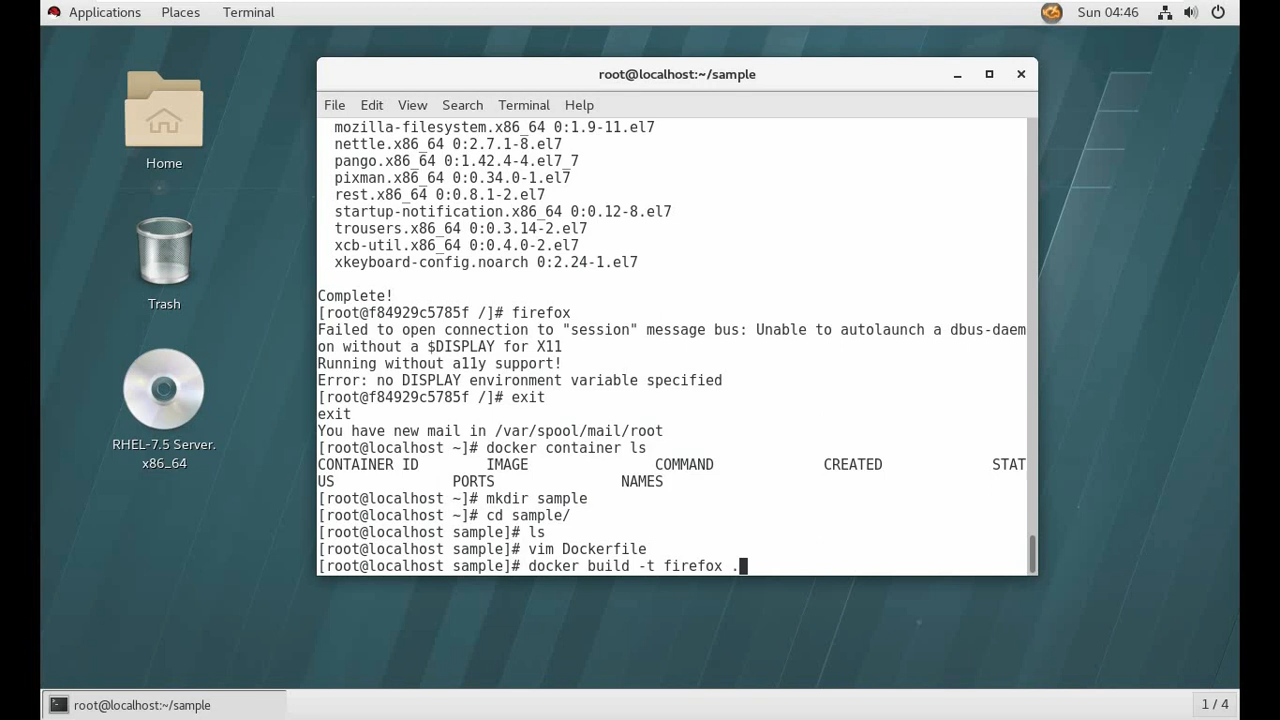 Applications Places Terminal Sun 04:46
root@localhost:~/sample
File Edit View Search Terminal Help
mozilla-filesystem.x86_64 0:1.9-11.el7
nettle.x86_64 0:2.7.1-8.el7
pango.x86_64 0:1.42.4-4.el7_7
pixman.x86_64 0:0.34.0-1.el7
rest.x86_64 0:0.8.1-2.el7
startup-notification.x86_64 0:0.12-8.el7
trousers.x86_64 0:0.3.14-2.el7
xcb-util.x86_64 0:0.4.0-2.el7
xkeyboard-config.noarch 0:2.24-1.el7
Complete!
[root@f84929c5785f /]# firefox
Failed to open connection to "session" message bus: Unable to autolaunch a dbus-daem
on without a $DISPLAY for X11
Running without a11y support!
Error: no DISPLAY environment variable specified
[root@f84929c5785f /]# exit
exit
You have new mail in /var/spool/mail/root
[root@localhost ~]# docker container ls
CONTAINER ID IMAGE COMMAND CREATED STAT
US PORTS NAMES
[root@localhost ~]# mkdir sample
[root@localhost ~]# cd sample/
[root@localhost sample]# ls
[root@localhost sample]# vim Dockerfile
[root@localhost sample]# docker build -t firefox .
Home
Trash
RHEL-7.5 Server.
x86_64
root@localhost:~/sample
1 / 4